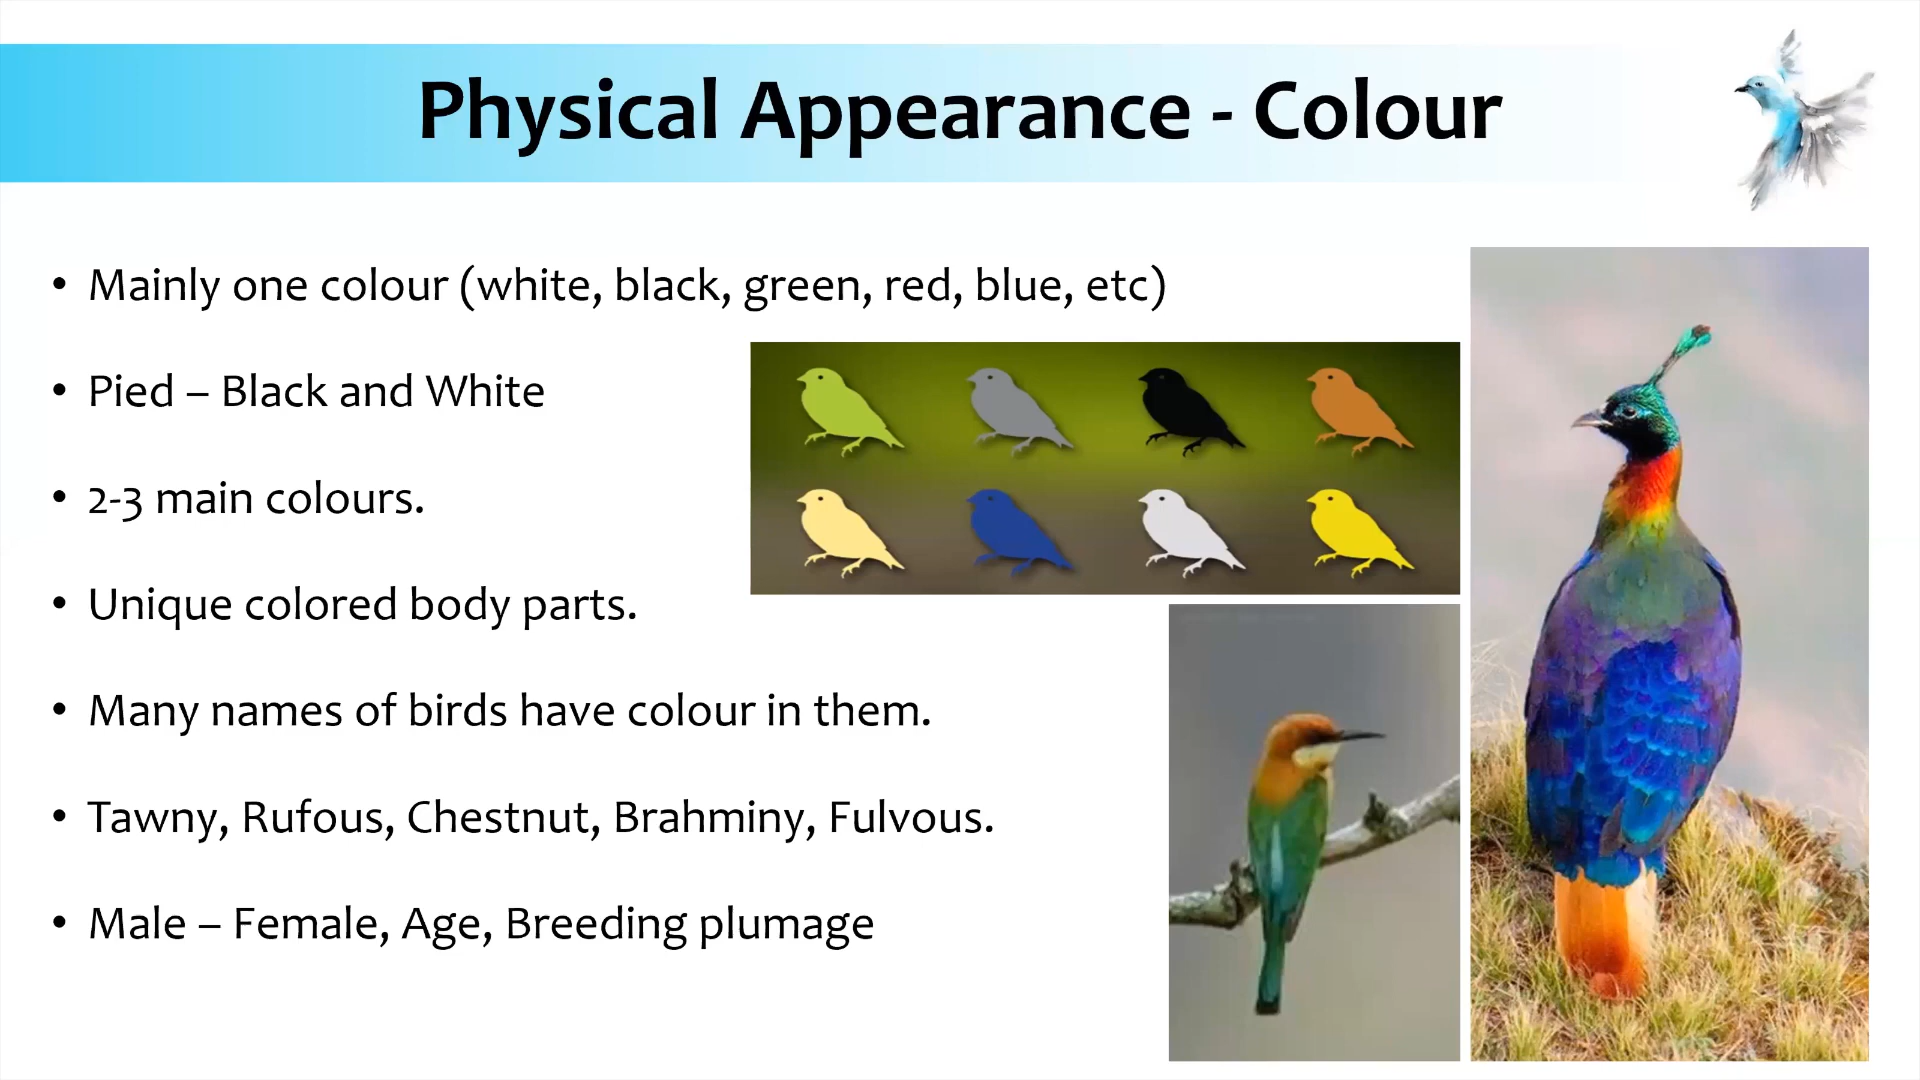 Physical Appearance - Colour
• Mainly one colour (white, black, green, red, blue, etc)
• Pied – Black and White
• 2-3 main colours.
• Unique colored body parts.
• Many names of birds have colour in them.
• Tawny, Rufous, Chestnut, Brahminy, Fulvous.
• Male – Female, Age, Breeding plumage